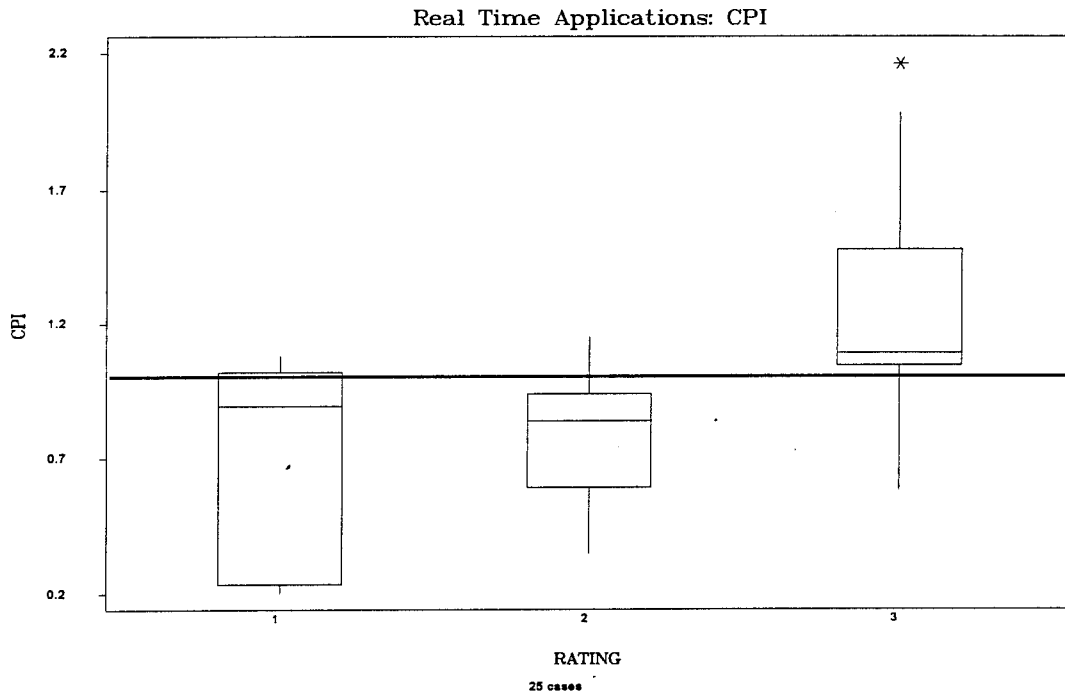 Real Time Applications: CPI
2.2
1.7
1.2
0.7
0.2
CPI
1
2
3
RATING
25 cases